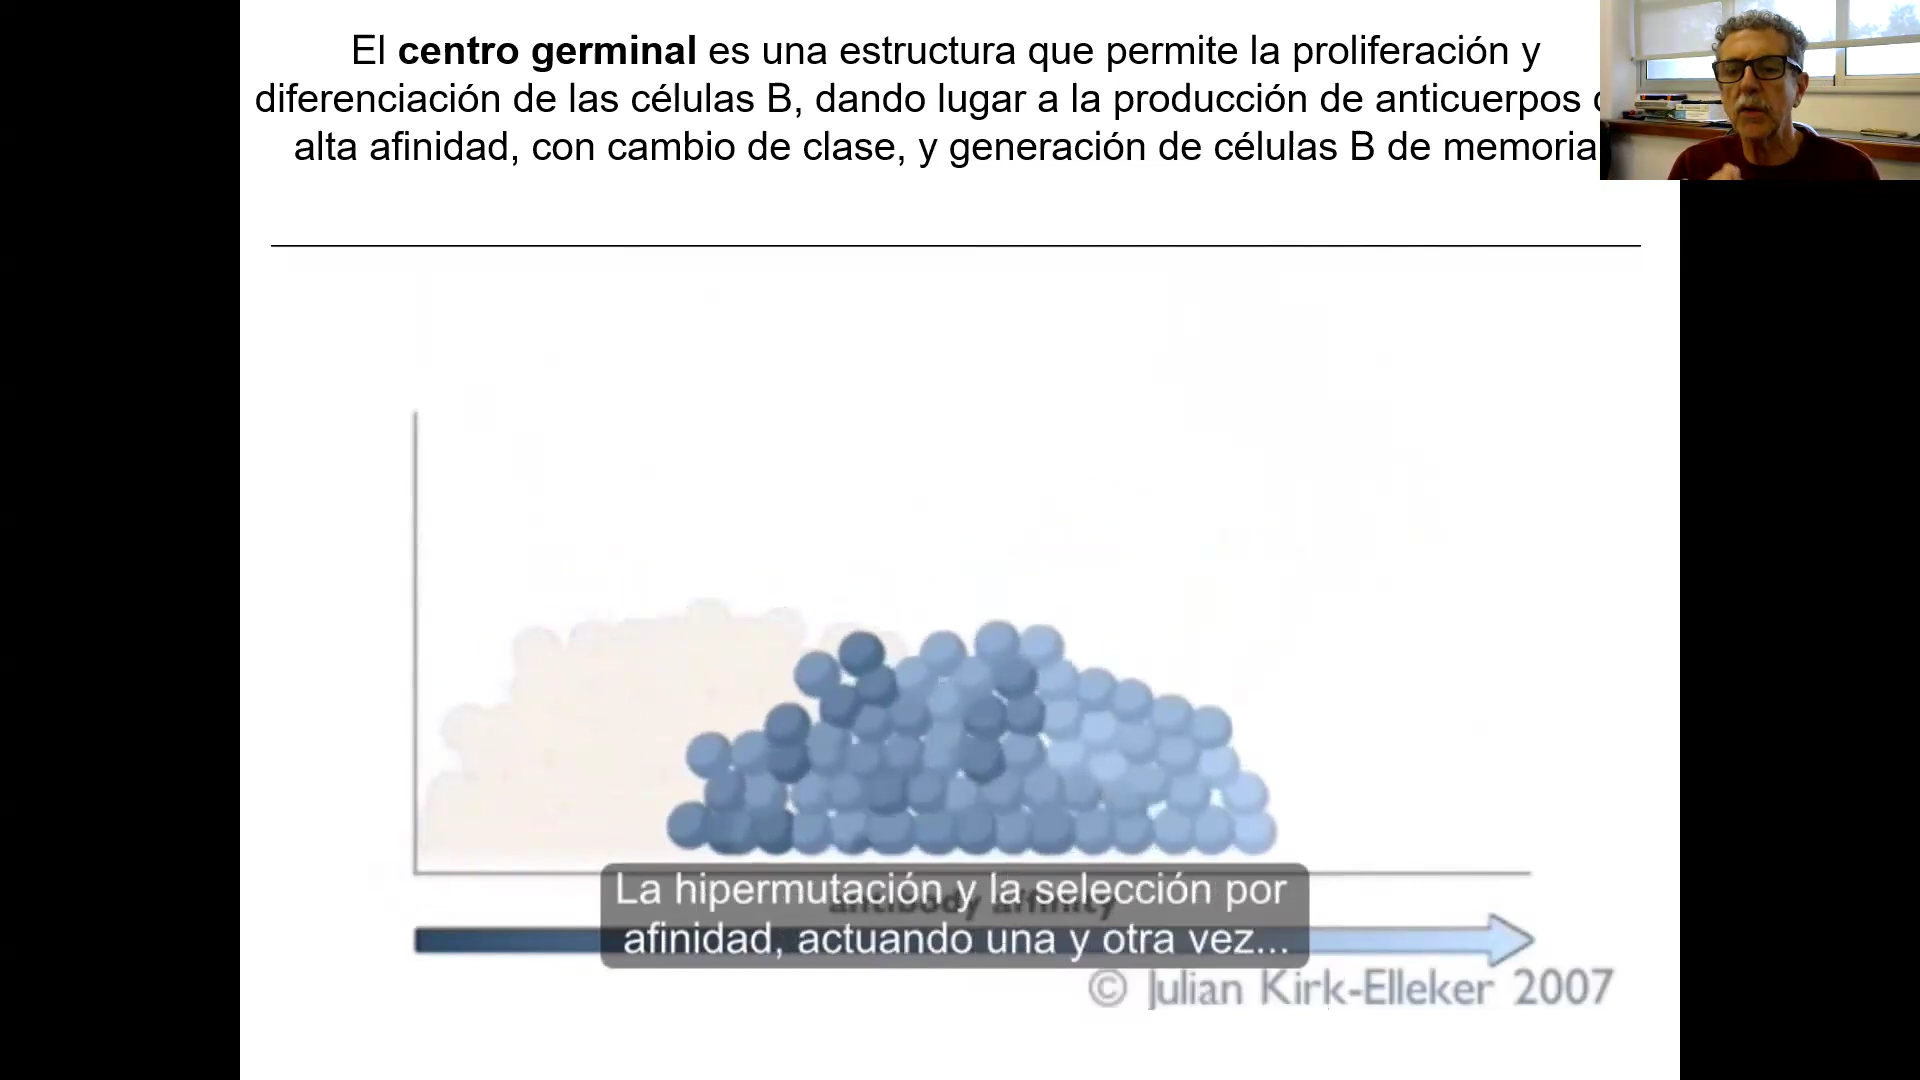 El centro germinal es una estructura que permite la proliferación y
diferenciación de las células B, dando lugar a la producción de anticuerpos
alta afinidad, con cambio de clase, y generación de células B de memoria
antibody affinity
La hipermutación y la selección por
afinidad, actuando una y otra vez...
© Julian Kirk-Elleker 2007